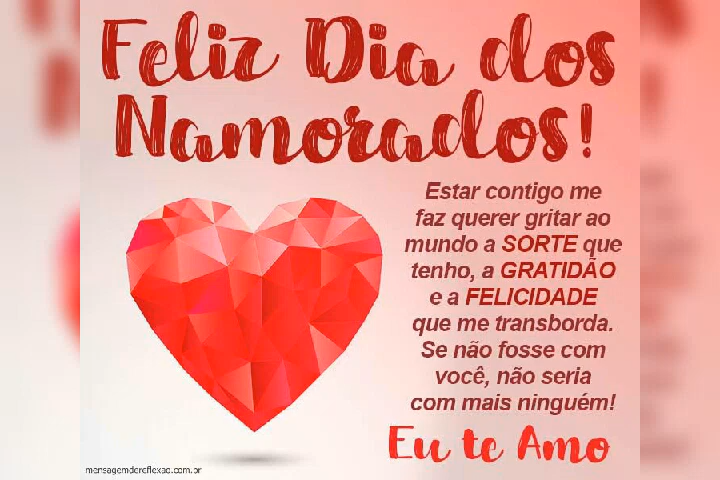 Feliz Dia dos
Namorados!
Estar contigo me
faz querer gritar ao
mundo a SORTE que
tenho, a GRATIDÃO
e a FELICIDADE
que me transborda.
Se não fosse com
você, não seria
com mais ninguém!
Eu te Amo
mensagemdereflexao.com.br